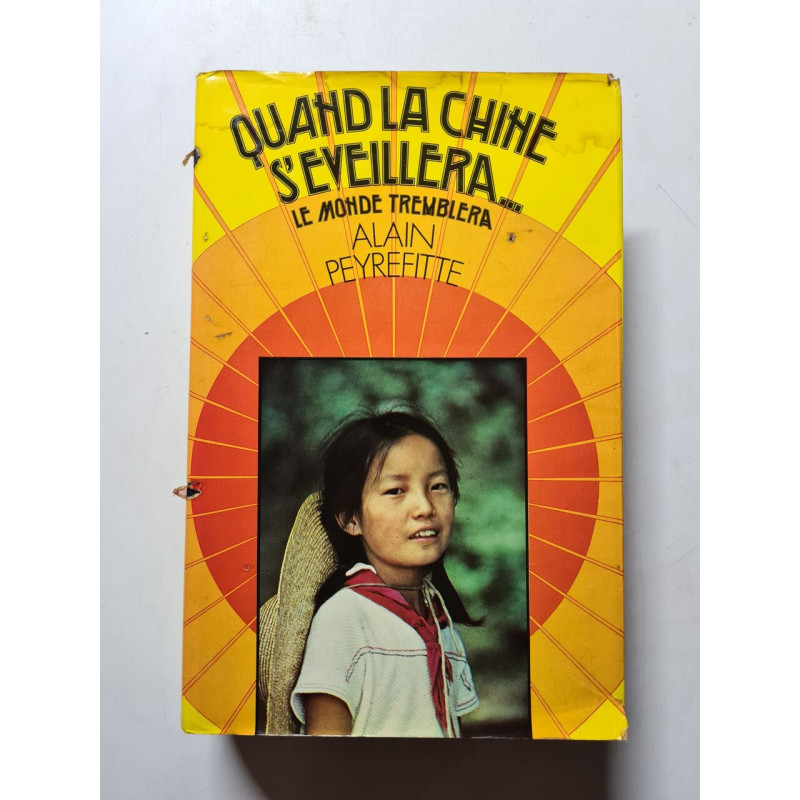 QUAND LA CHINE
S'EVEILLERA...
LE MONDE TREMBLERA
ALAIN
PEYREFITTE